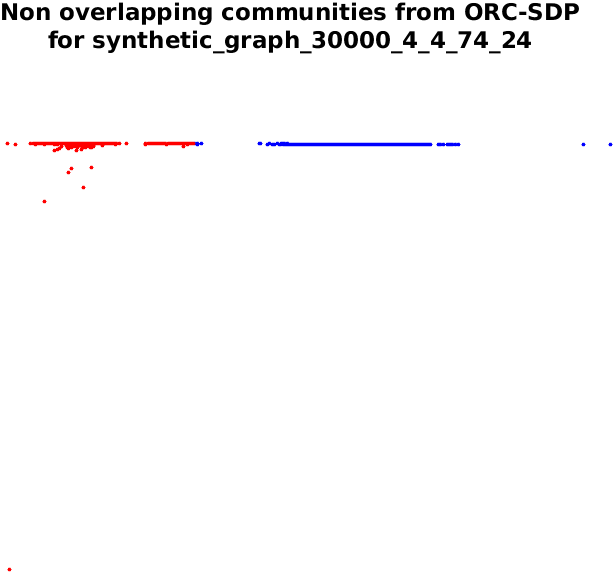 Non overlapping communities from ORC-SDP
for synthetic_graph_30000_4_4_74_24